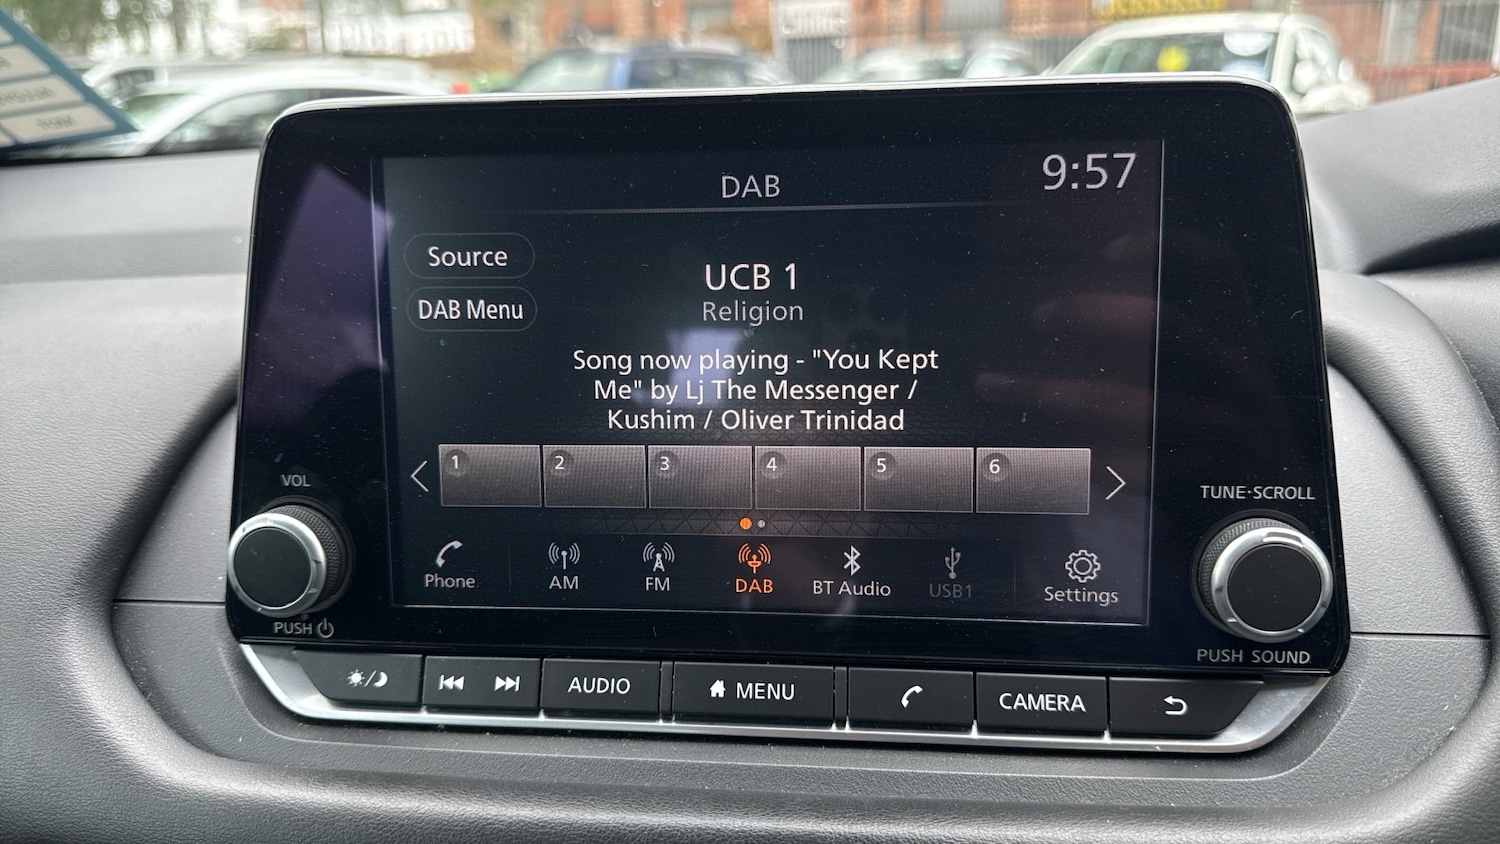 DAB
9:57
Source
UCB 1
Religion
DAB Menu
Song now playing - "You Kept
Me" by Lj The Messenger /
Kushim / Oliver Trinidad
1 2 3 4 5 6
VOL
TUNE·SCROLL
Phone
AM
FM
DAB
BT Audio
USB1
Settings
PUSH
PUSH SOUND
AUDIO
MENU
CAMERA